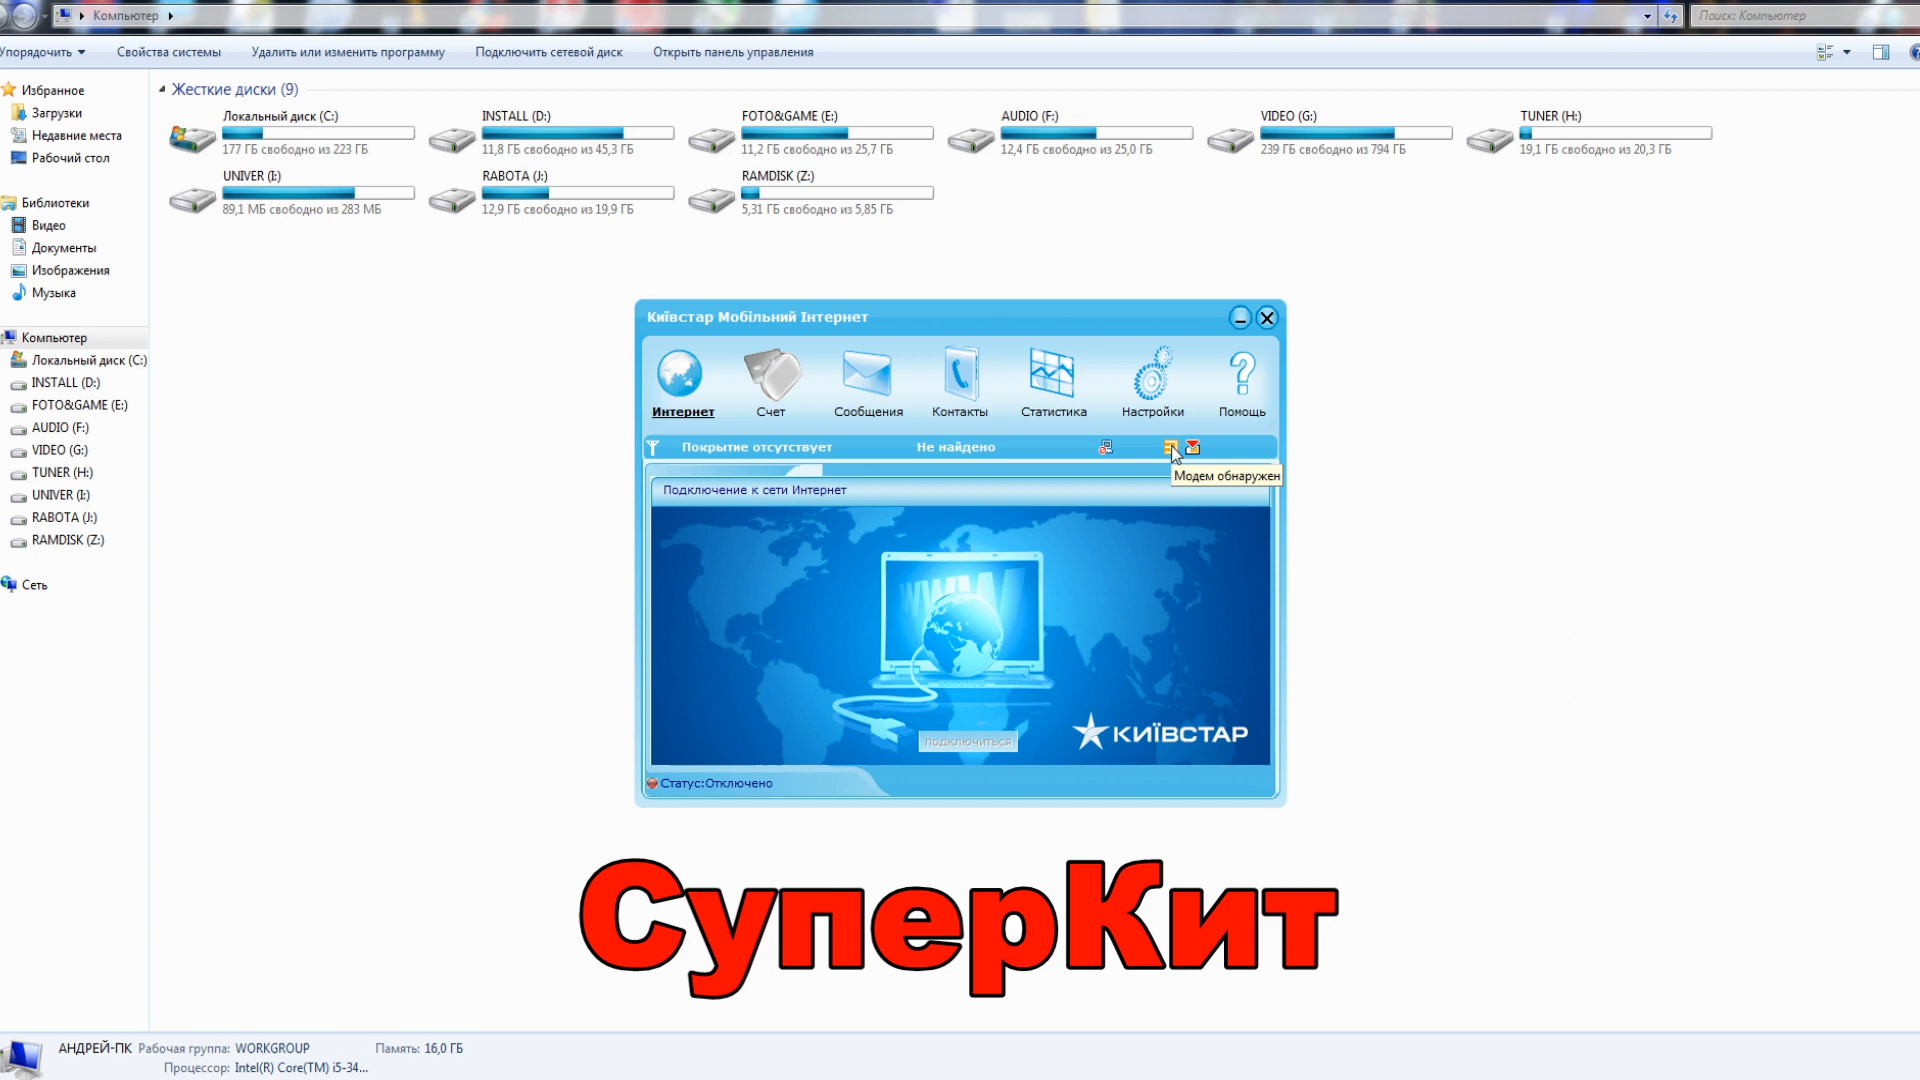 Компьютер
Поиск: Компьютер
Упорядочить
Свойства системы
Удалить или изменить программу
Подключить сетевой диск
Открыть панель управления
Избранное
Загрузки
Недавние места
Рабочий стол
Библиотеки
Видео
Документы
Изображения
Музыка
Компьютер
Локальный диск (C:)
INSTALL (D:)
FOTO&GAME (E:)
AUDIO (F:)
VIDEO (G:)
TUNER (H:)
UNIVER (I:)
RABOTA (J:)
RAMDISK (Z:)
Сеть
Жесткие диски (9)
Локальный диск (C:)
177 ГБ свободно из 223 ГБ
INSTALL (D:)
11,8 ГБ свободно из 45,3 ГБ
FOTO&GAME (E:)
11,2 ГБ свободно из 25,7 ГБ
AUDIO (F:)
12,4 ГБ свободно из 25,0 ГБ
VIDEO (G:)
239 ГБ свободно из 794 ГБ
TUNER (H:)
19,1 ГБ свободно из 20,3 ГБ
UNIVER (I:)
89,1 МБ свободно из 283 МБ
RABOTA (J:)
12,9 ГБ свободно из 19,9 ГБ
RAMDISK (Z:)
5,31 ГБ свободно из 5,85 ГБ
Київстар Мобільний Інтернет
Интернет
Счет
Сообщения
Контакты
Статистика
Настройки
Помощь
Покрытие отсутствует
Не найдено
Модем обнаружен
Подключение к сети Интернет
WWW
КИЇВСТАР
подключиться
Статус:Отключено
СуперКит
АНДРЕЙ-ПК Рабочая группа: WORKGROUP Память: 16,0 ГБ
Процессор: Intel(R) Core(TM) i5-34...